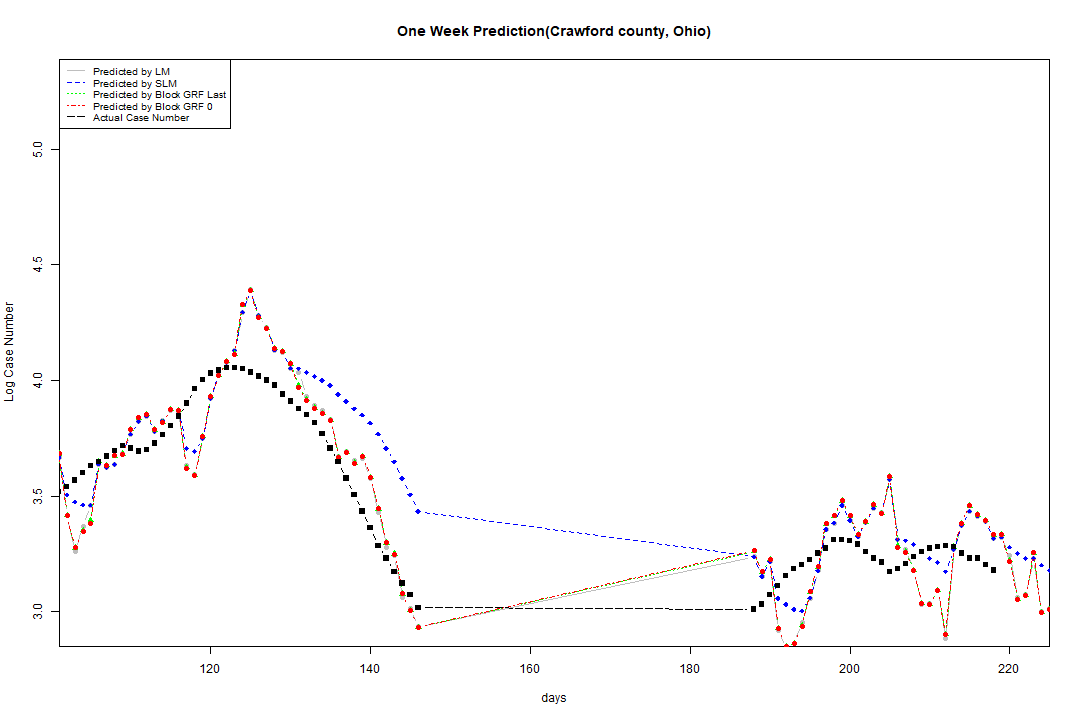 One Week Prediction(Crawford county, Ohio)
Predicted by LM
Predicted by SLM
Predicted by Block GRF Last
Predicted by Block GRF 0
Actual Case Number
5.0
4.5
4.0
3.5
3.0
Log Case Number
120
140
160
180
200
220
days